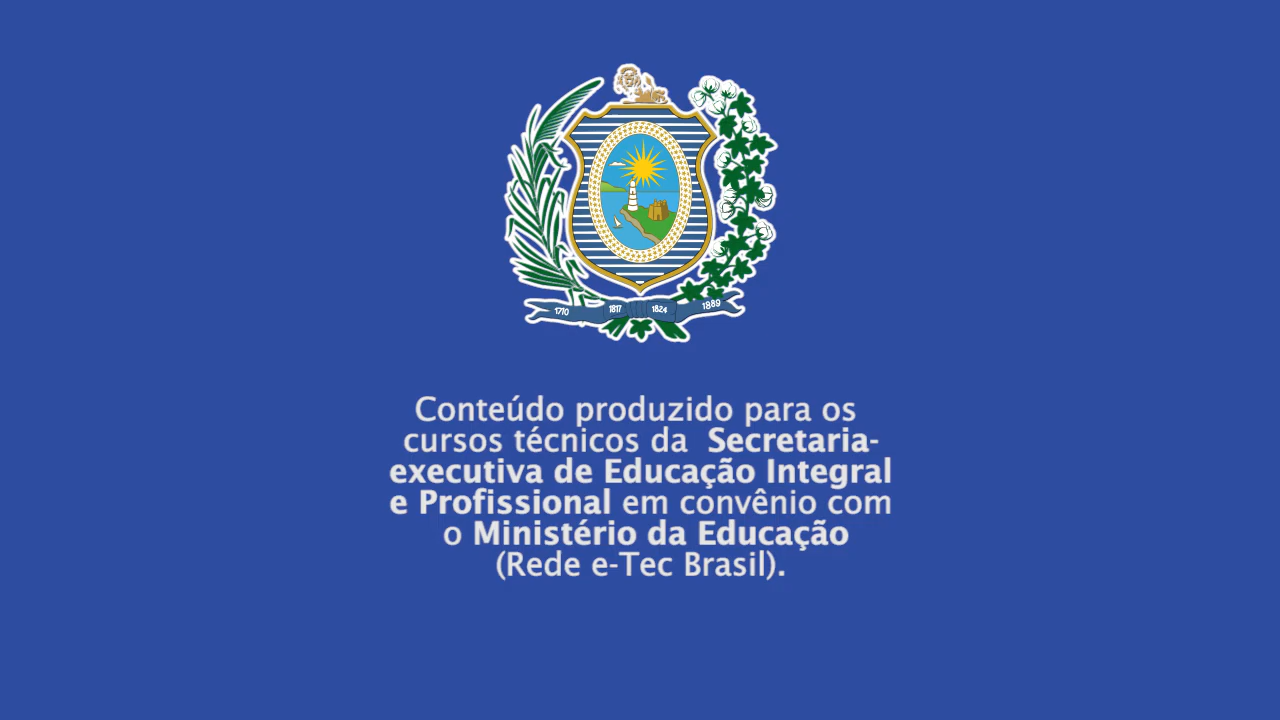 1710 1817 1824 1889
Conteúdo produzido para os
cursos técnicos da Secretaria-
executiva de Educação Integral
e Profissional em convênio com
o Ministério da Educação
(Rede e-Tec Brasil).